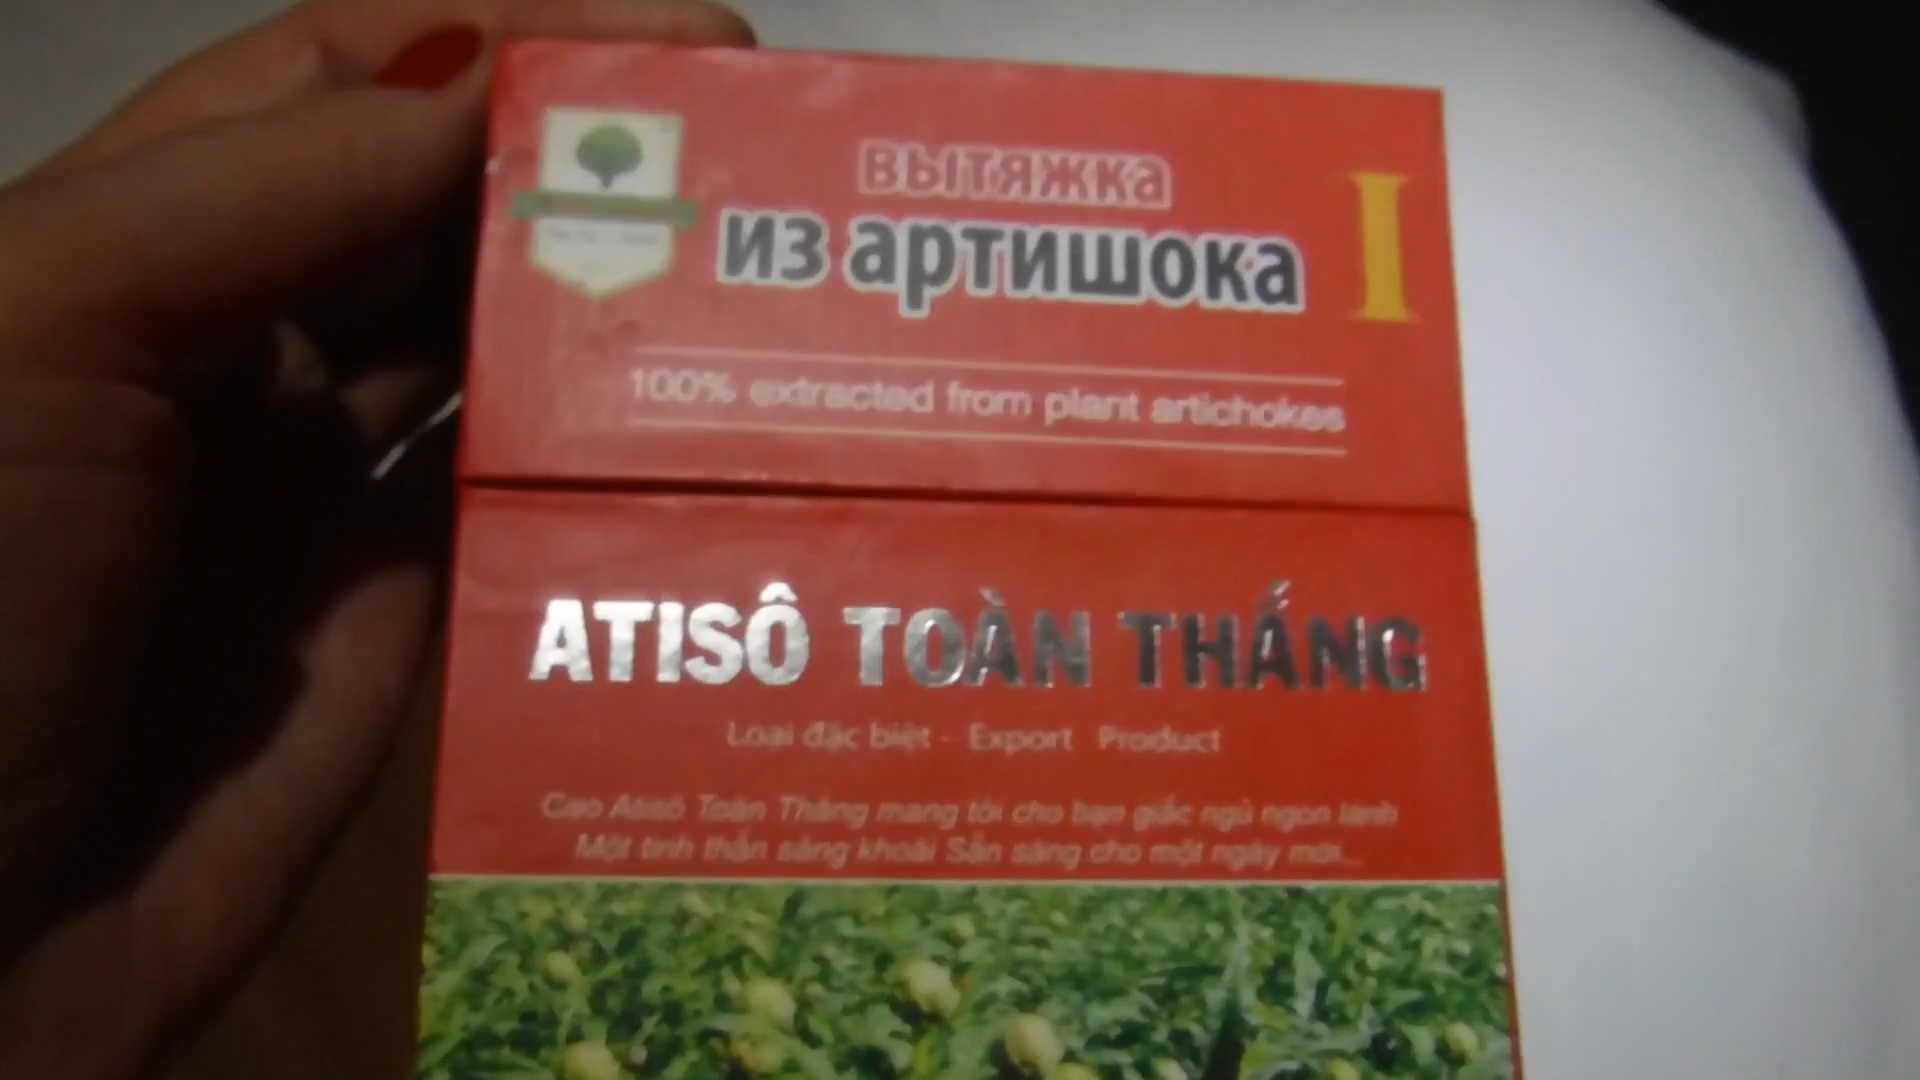 вытяжка
из артишока
I
100% extracted from plant artichokes
ATISÔ TOÀN THẮNG
Loại đặc biệt - Export Product
Cao Atisô Toàn Thắng mang tới cho bạn giấc ngủ ngon lành
Một tinh thần sảng khoái Sẵn sàng cho một ngày mới...